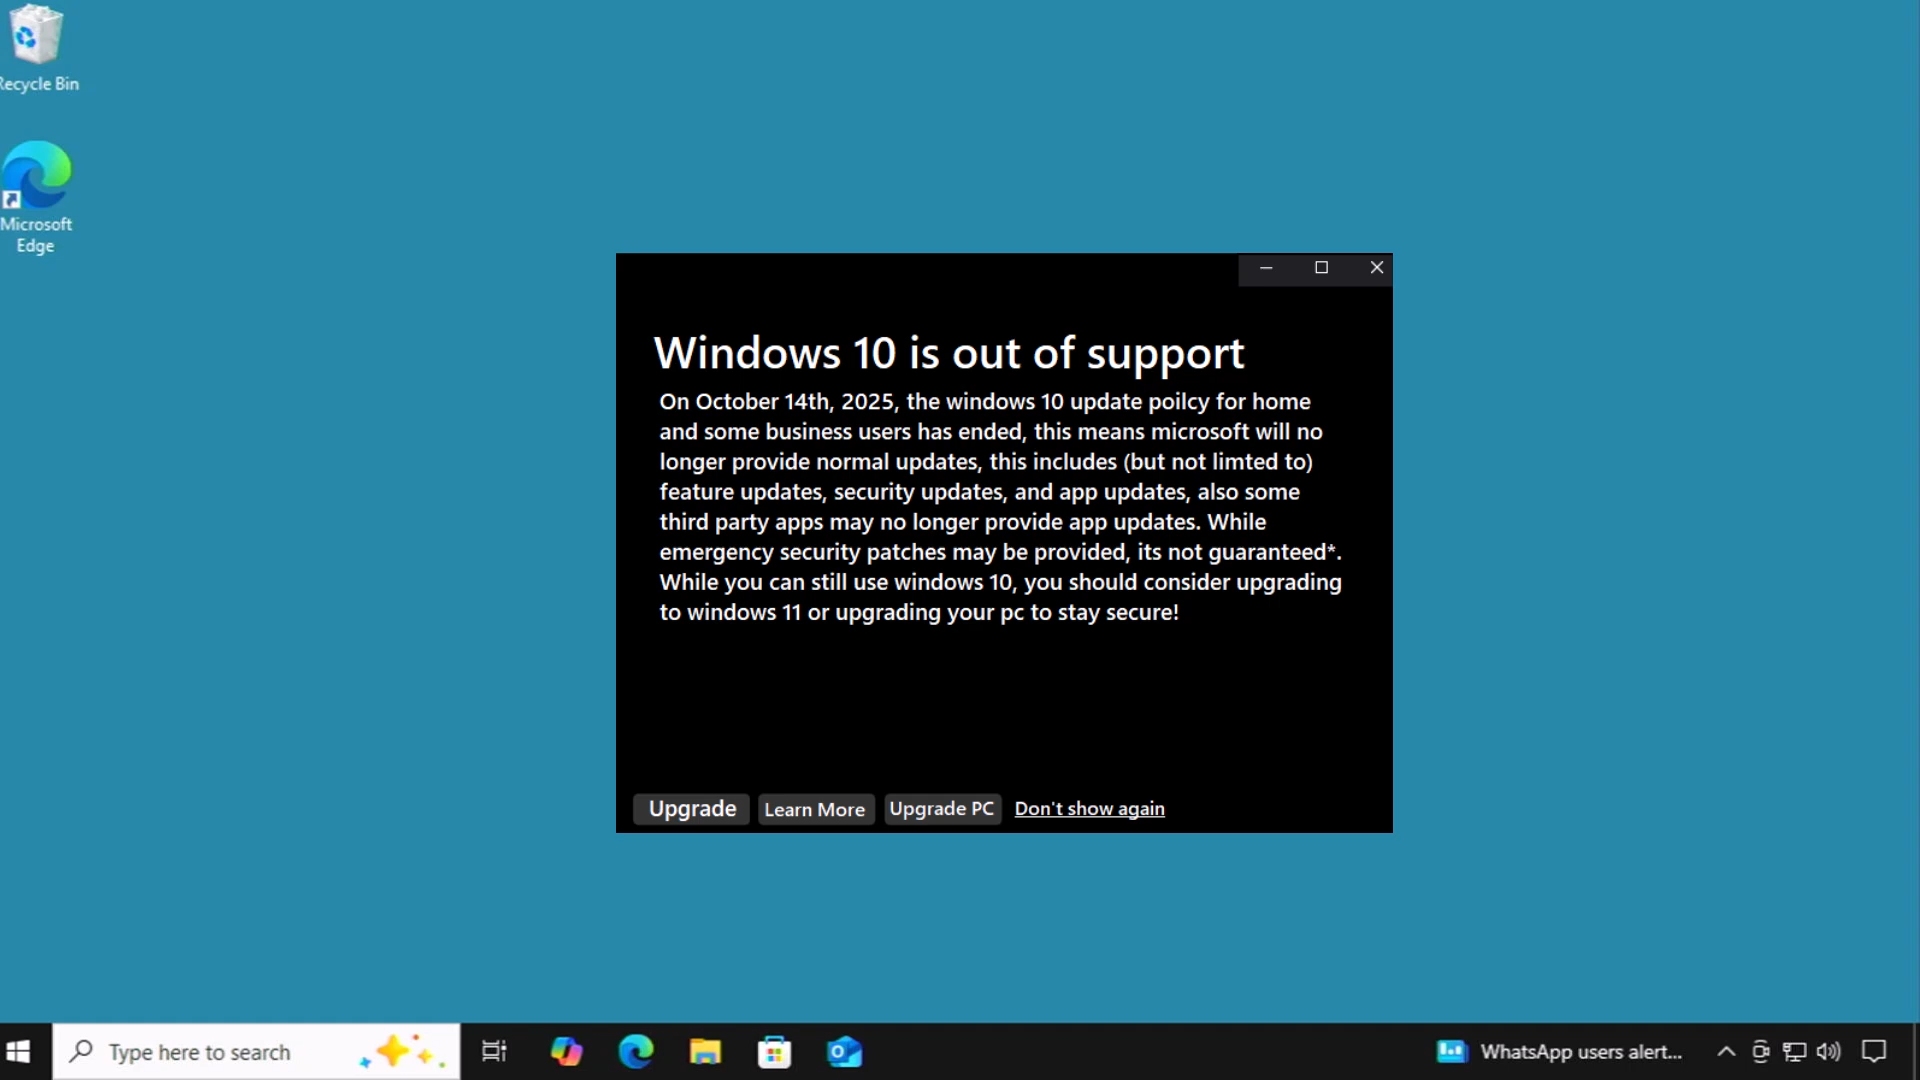 Recycle Bin
Microsoft
Edge
Windows 10 is out of support
On October 14th, 2025, the windows 10 update poilcy for home
and some business users has ended, this means microsoft will no
longer provide normal updates, this includes (but not limted to)
feature updates, security updates, and app updates, also some
third party apps may no longer provide app updates. While
emergency security patches may be provided, its not guaranteed*.
While you can still use windows 10, you should consider upgrading
to windows 11 or upgrading your pc to stay secure!
Upgrade Learn More Upgrade PC Don't show again
Type here to search WhatsApp users alert...